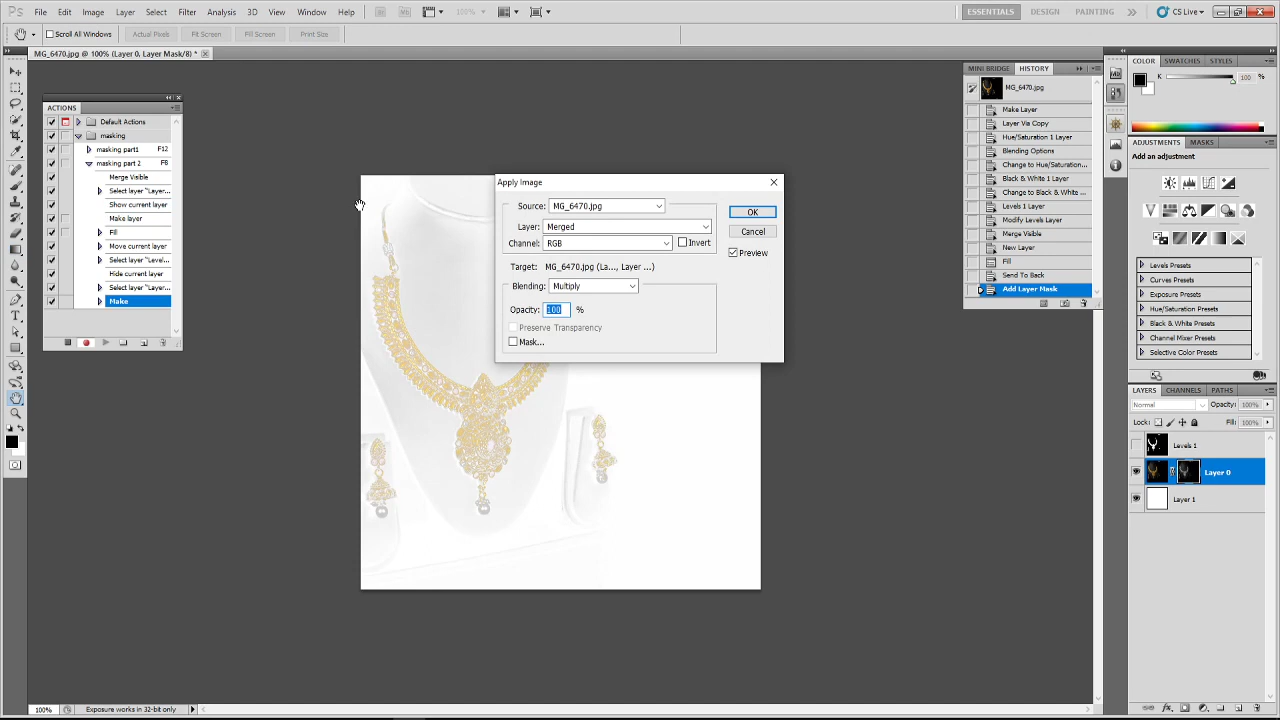 Ps File Edit Image Layer Select Filter Analysis 3D View Window Help Br Mb 100% ESSENTIALS DESIGN PAINTING CS Live
Scroll All Windows Actual Pixels Fit Screen Fill Screen Print Size
MG_6470.jpg @ 100% (Layer 0, Layer Mask/8) *
ACTIONS
Default Actions
masking
masking part1 F12
masking part 2 F8
Merge Visible
Select layer "Layer...
Show current layer
Make layer
Fill
Move current layer
Select layer "Level...
Hide current layer
Select layer "Layer...
Make
Apply Image
Source: MG_6470.jpg
Layer: Merged
Channel: RGB
Invert
Target: MG_6470.jpg (La..., Layer ...)
Blending: Multiply
Opacity: 100 %
Preserve Transparency
Mask...
OK
Cancel
Preview
MINI BRIDGE HISTORY
MG_6470.jpg
Make Layer
Layer Via Copy
Hue/Saturation 1 Layer
Blending Options
Change to Hue/Saturation...
Black & White 1 Layer
Change to Black & White ...
Levels 1 Layer
Modify Levels Layer
Merge Visible
New Layer
Fill
Send To Back
Add Layer Mask
Mb
COLOR SWATCHES STYLES
K 100 %
ADJUSTMENTS MASKS
Add an adjustment
Levels Presets
Curves Presets
Exposure Presets
Hue/Saturation Presets
Black & White Presets
Channel Mixer Presets
Selective Color Presets
LAYERS CHANNELS PATHS
Normal Opacity: 100%
Lock: Fill: 100%
Levels 1
Layer 0
Layer 1
100% Exposure works in 32-bit only